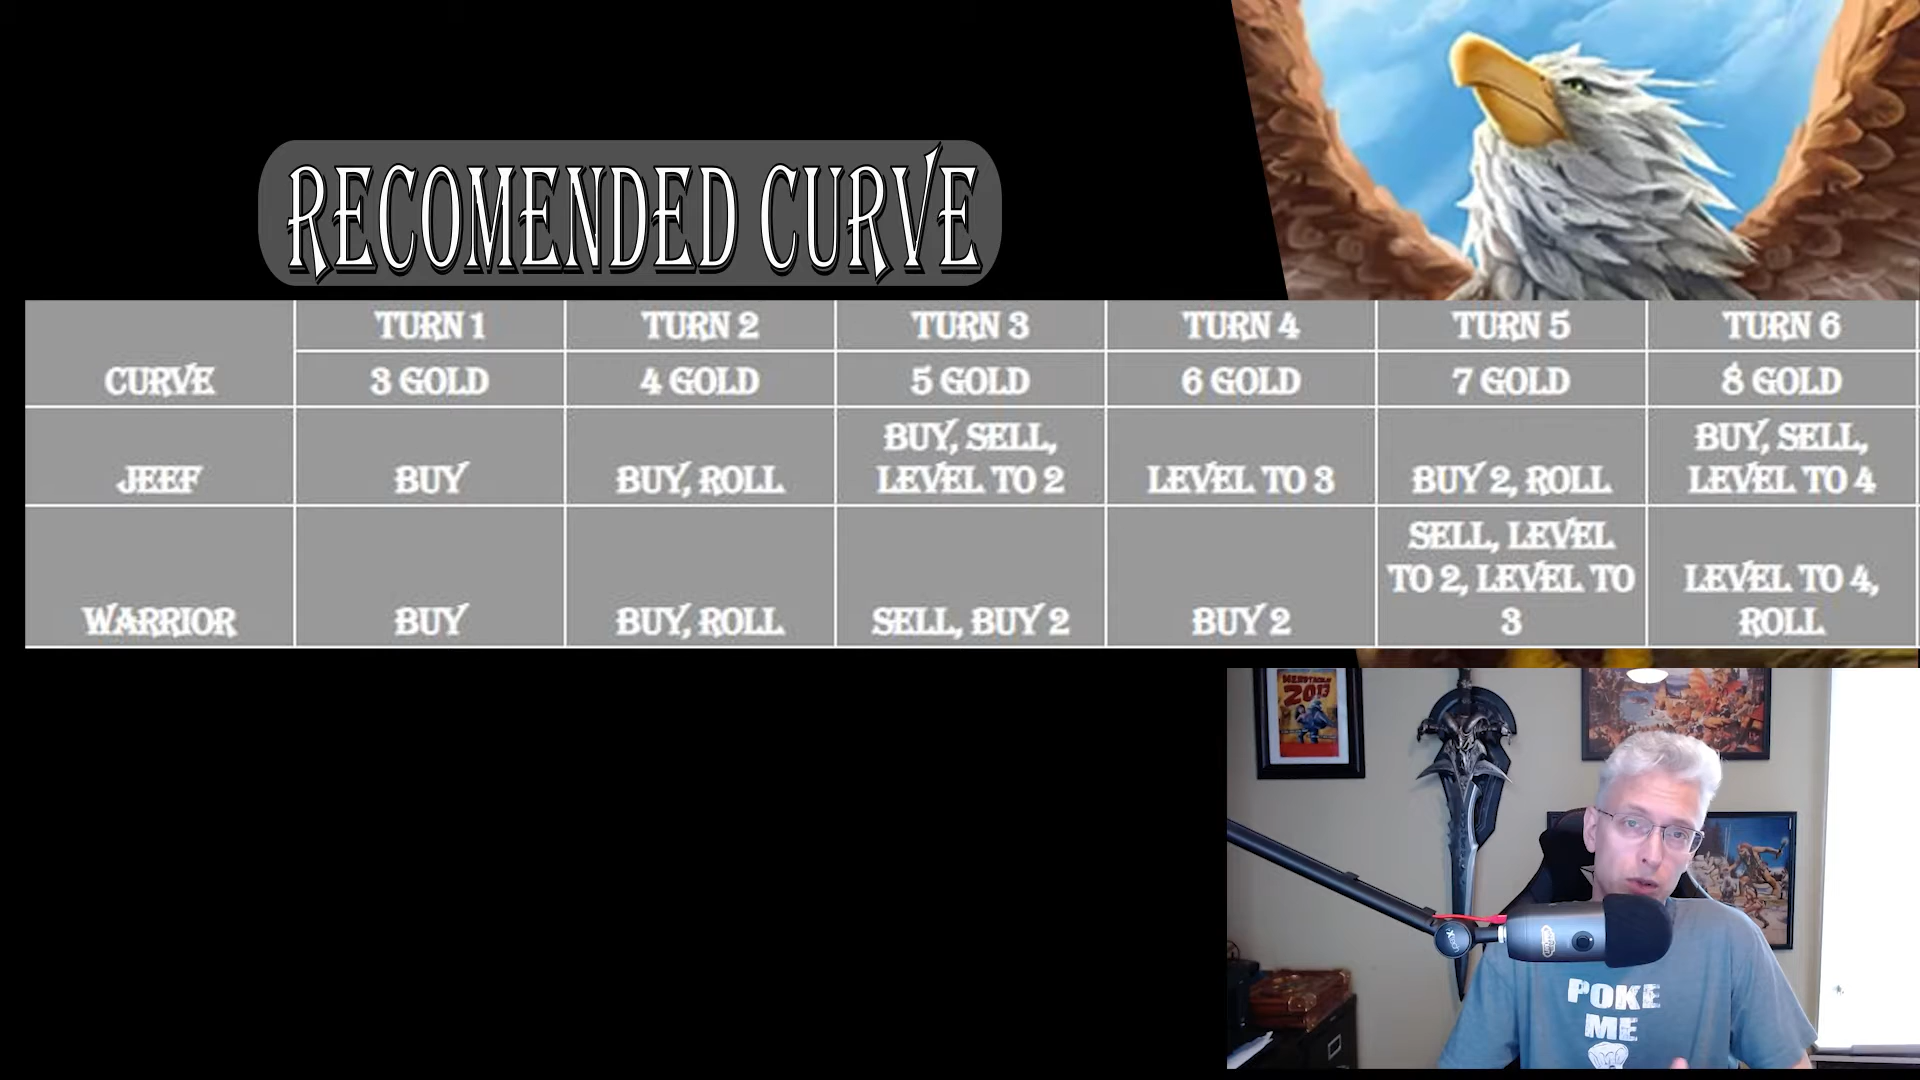 RECOMENDED CURVE
TURN 1 TURN 2 TURN 3 TURN 4 TURN 5 TURN 6
CURVE 3 GOLD 4 GOLD 5 GOLD 6 GOLD 7 GOLD 8 GOLD
JEEF
BUY
BUY, ROLL
BUY, SELL,
LEVEL TO 2
LEVEL TO 3
BUY 2, ROLL
BUY, SELL,
LEVEL TO 4
WARRIOR
BUY
BUY, ROLL
SELL, BUY 2
BUY 2
SELL, LEVEL
TO 2, LEVEL TO
3
LEVEL TO 4,
ROLL
2013
POKE
ME